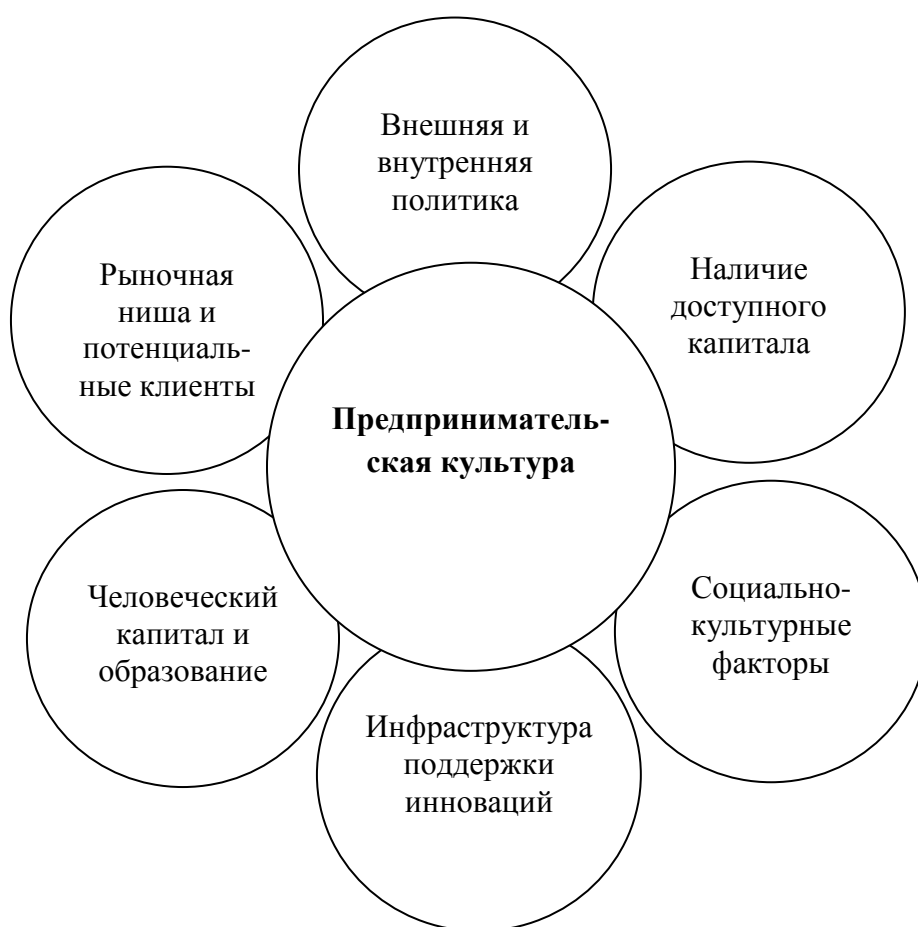 Внешняя и
внутренняя
политика
Наличие
доступного
капитала
Рыночная
ниша и
потенциаль-
ные клиенты
Предприниматель-
ская культура
Человеческий
капитал и
образование
Социально-
культурные
факторы
Инфраструктура
поддержки
инноваций